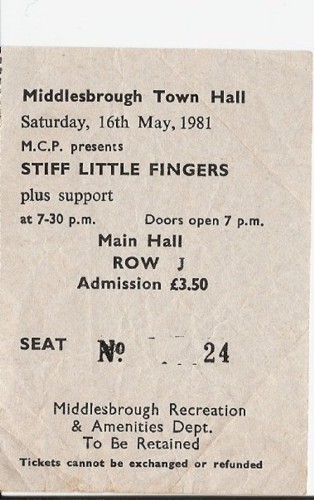 Middlesbrough Town Hall
Saturday, 16th May, 1981
M.C.P. presents
STIFF LITTLE FINGERS
plus support
at 7-30 p.m. Doors open 7 p.m.
Main Hall
ROW J
Admission £3.50
SEAT Nº 24
Middlesbrough Recreation
& Amenities Dept.
To Be Retained
Tickets cannot be exchanged or refunded